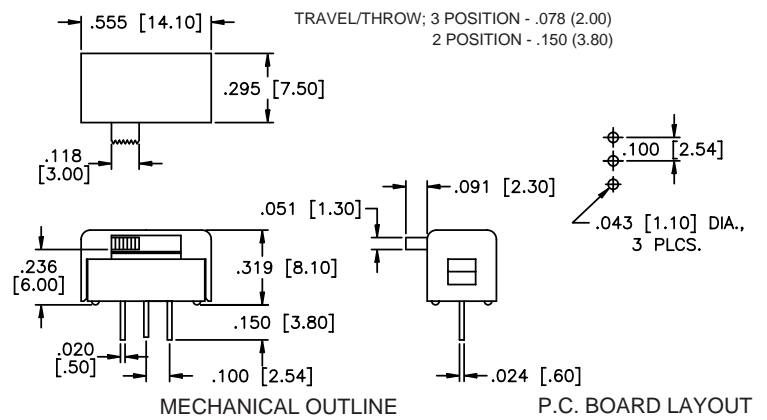 TRAVEL/THROW; 3 POSITION - .078 (2.00)
2 POSITION - .150 (3.80)
.555 [14.10]
.295 [7.50]
.118
[3.00]
.100 [2.54]
.043 [1.10] DIA.,
3 PLCS.
.091 [2.30]
.051 [1.30]
.236
[6.00]
.319 [8.10]
.150 [3.80]
.020
[.50]
.100 [2.54]
.024 [.60]
MECHANICAL OUTLINE
P.C. BOARD LAYOUT